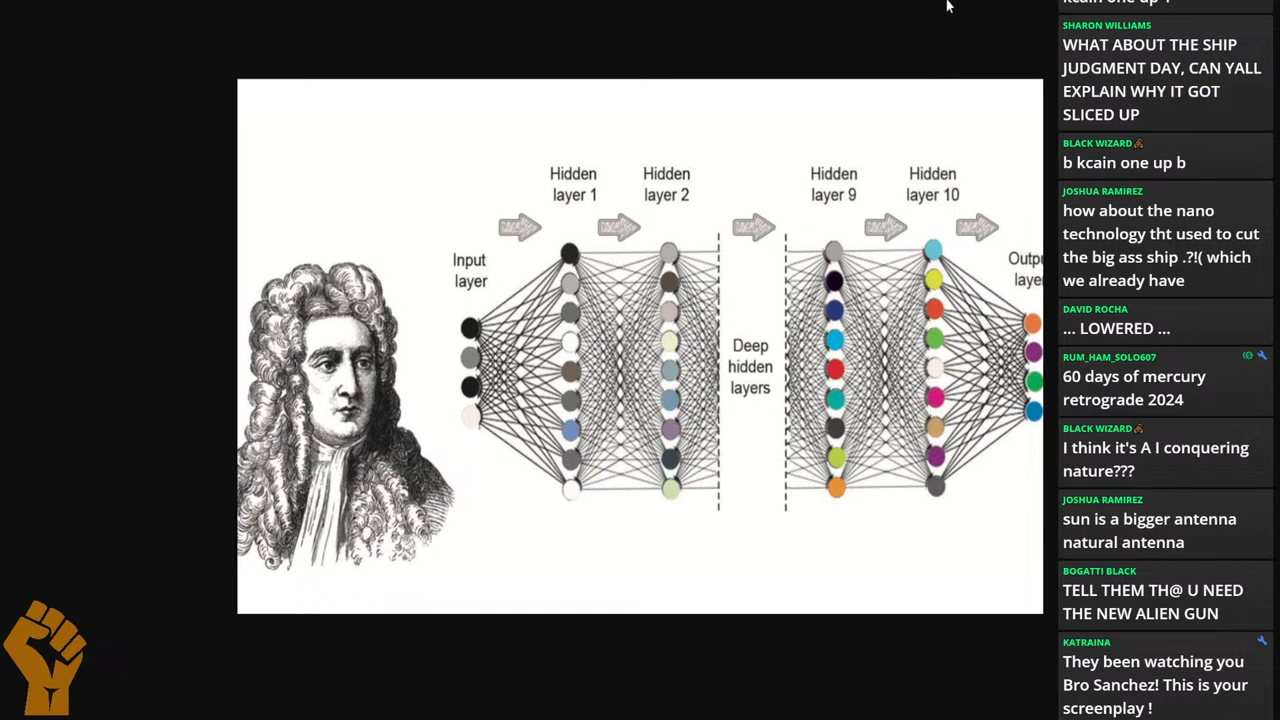 Hidden
layer 1
Hidden
layer 2
Hidden
layer 9
Hidden
layer 10
Input
layer
Deep
hidden
layers
Outpu
layer
kcain one up
SHARON WILLIAMS
WHAT ABOUT THE SHIP
JUDGMENT DAY, CAN YALL
EXPLAIN WHY IT GOT
SLICED UP
BLACK WIZARD
b kcain one up b
JOSHUA RAMIREZ
how about the nano
technology tht used to cut
the big ass ship .?!( which
we already have
DAVID ROCHA
... LOWERED ...
RUM_HAM_SOLO607
60 days of mercury
retrograde 2024
BLACK WIZARD
I think it's A I conquering
nature???
JOSHUA RAMIREZ
sun is a bigger antenna
natural antenna
BOGATTI BLACK
TELL THEM TH@ U NEED
THE NEW ALIEN GUN
KATRAINA
They been watching you
Bro Sanchez! This is your
screenplay !